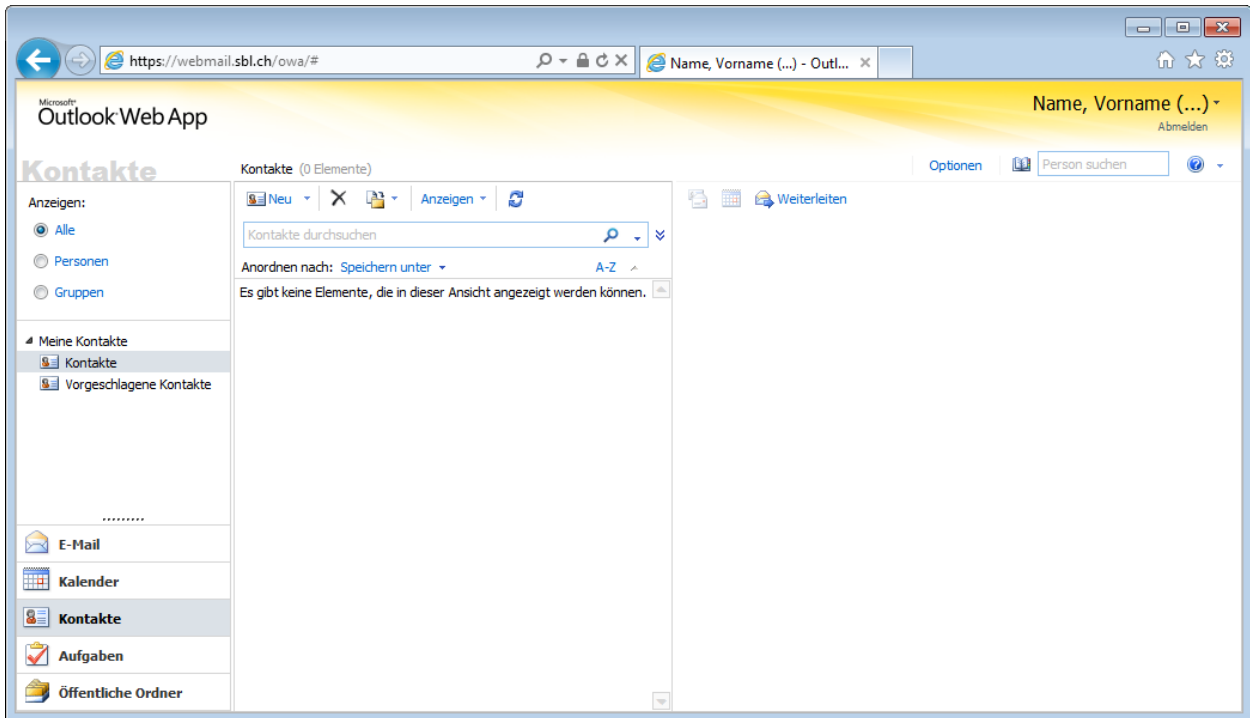 https://webmail.sbl.ch/owa/#
Name, Vorname (...) - Outl...
Microsoft®
Outlook Web App
Name, Vorname (...)
Abmelden
Kontakte
Kontakte (0 Elemente)
Optionen
Person suchen
Anzeigen:
Neu
Anzeigen
Weiterleiten
Alle
Kontakte durchsuchen
Personen
Anordnen nach: Speichern unter
A-Z
Gruppen
Es gibt keine Elemente, die in dieser Ansicht angezeigt werden können.
Meine Kontakte
Kontakte
Vorgeschlagene Kontakte
E-Mail
Kalender
Kontakte
Aufgaben
Öffentliche Ordner